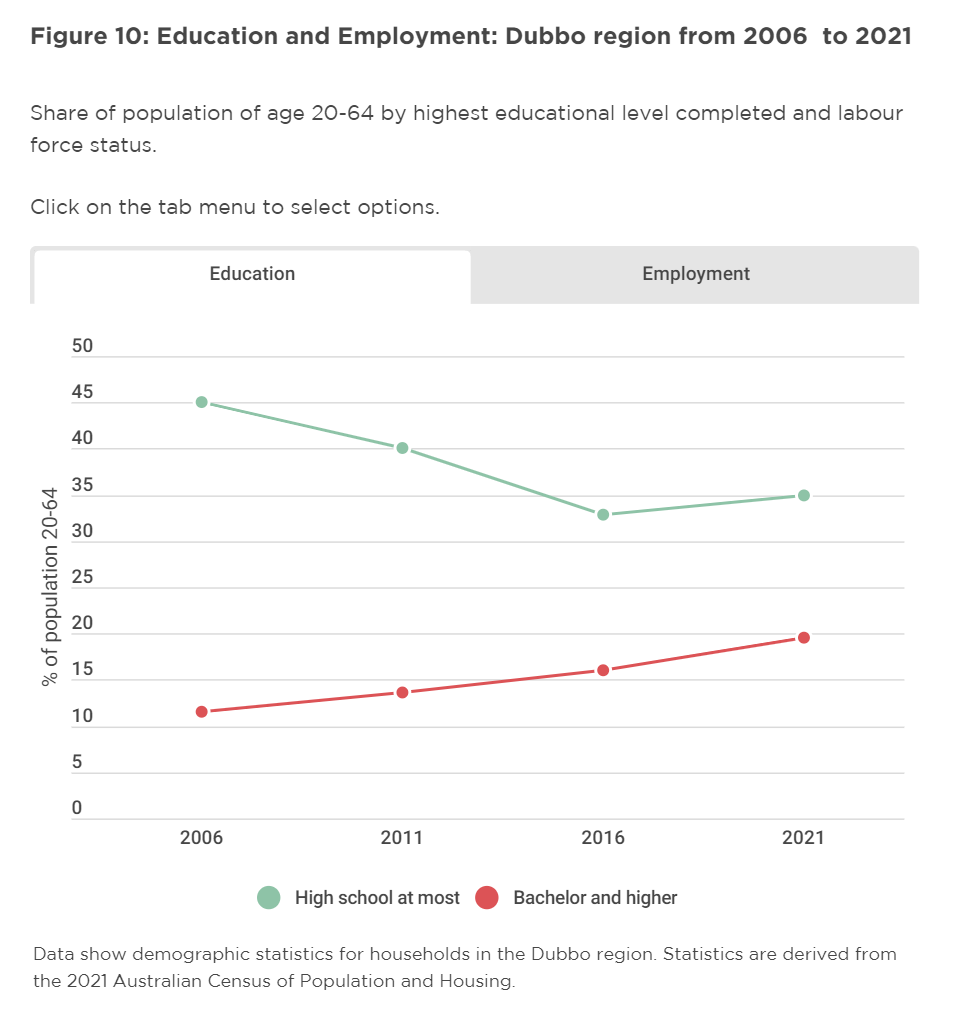 Figure 10: Education and Employment: Dubbo region from 2006  to 2021
Share of population of age 20-64 by highest educational level completed and labour
force status.
Click on the tab menu to select options.
Education
Employment
50
45
40
35
30
25
20
15
10
5
0
% of population 20-64
2006
2011
2016
2021
High school at most
Bachelor and higher
Data show demographic statistics for households in the Dubbo region. Statistics are derived from
the 2021 Australian Census of Population and Housing.